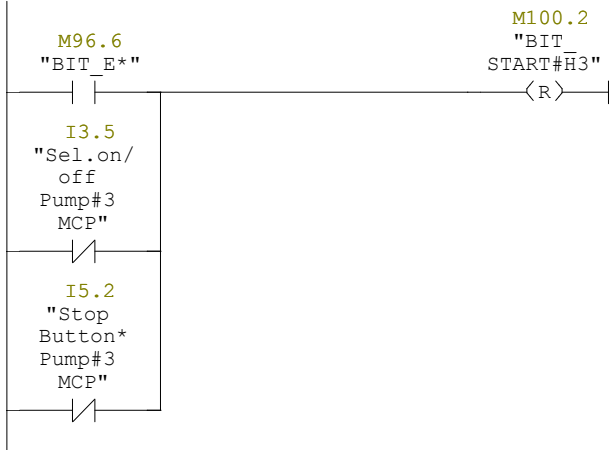 M96.6
"BIT_E*"
M100.2
"BIT_
START#H3"
R
I3.5
"Sel.on/
off
Pump#3
MCP"
I5.2
"Stop
Button*
Pump#3
MCP"